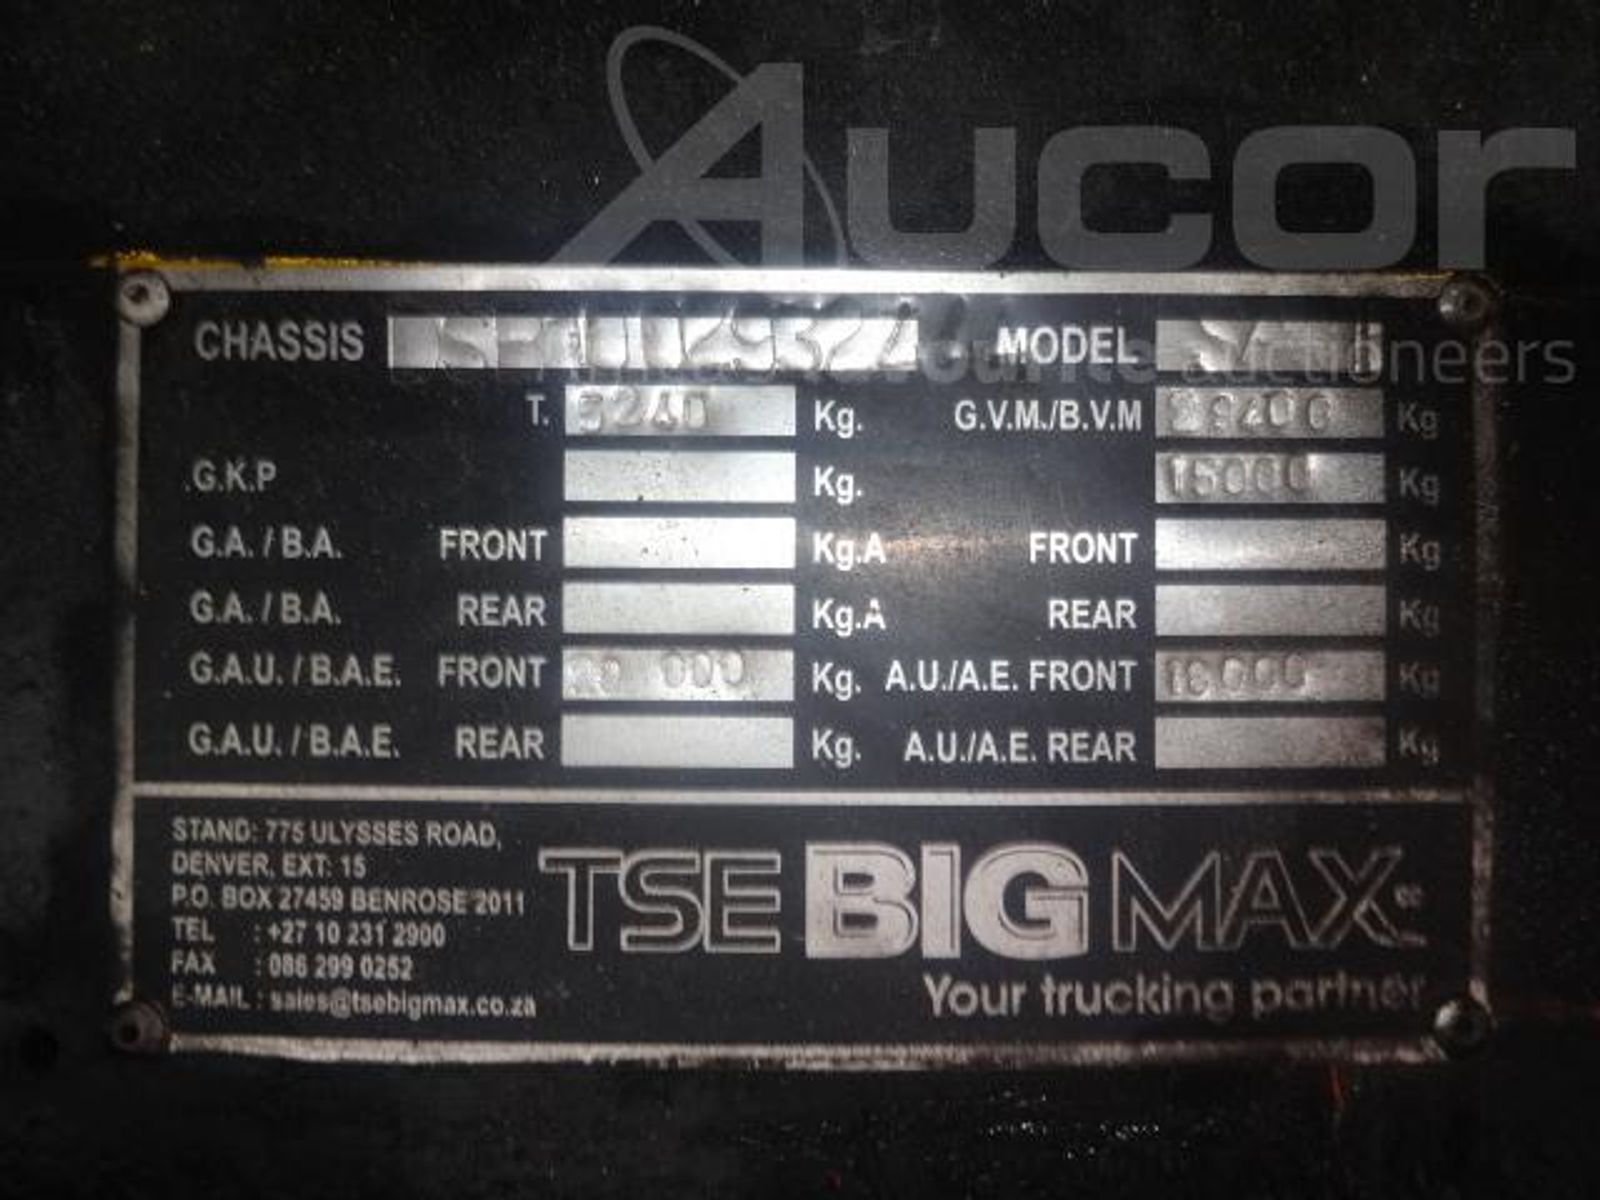 Aucor
CHASSIS MODEL
auctioneers
T. Kg. G.V.M./B.V.M Kg
.G.K.P Kg. 15000 Kg
G.A. / B.A. FRONT Kg.A FRONT Kg
G.A. / B.A. REAR Kg.A REAR Kg
G.A.U. / B.A.E. FRONT 000 Kg. A.U./A.E. FRONT Kg
G.A.U. / B.A.E. REAR Kg. A.U./A.E. REAR Kg
STAND: 775 ULYSSES ROAD,
DENVER, EXT: 15
P.O. BOX 27459 BENROSE 2011
TEL : +27 10 231 2900
FAX : 086 299 0252
E-MAIL : sales@tsebigmax.co.za
TSE BIG MAX cc
Your trucking partner